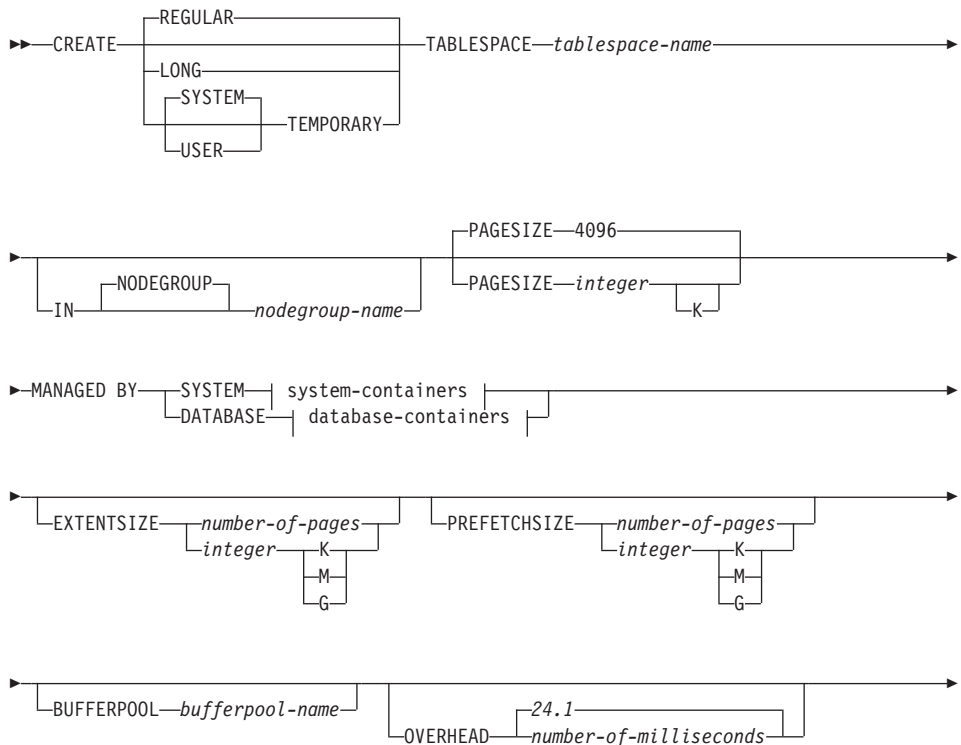 REGULAR
CREATE TABLESPACE tablespace-name
LONG
SYSTEM
TEMPORARY
USER
PAGESIZE 4096
NODEGROUP PAGESIZE integer
IN nodegroup-name K
MANAGED BY SYSTEM system-containers
DATABASE database-containers
EXTENTSIZE number-of-pages PREFETCHSIZE number-of-pages
integer K integer K
M M
G G
BUFFERPOOL bufferpool-name 24.1
OVERHEAD number-of-milliseconds